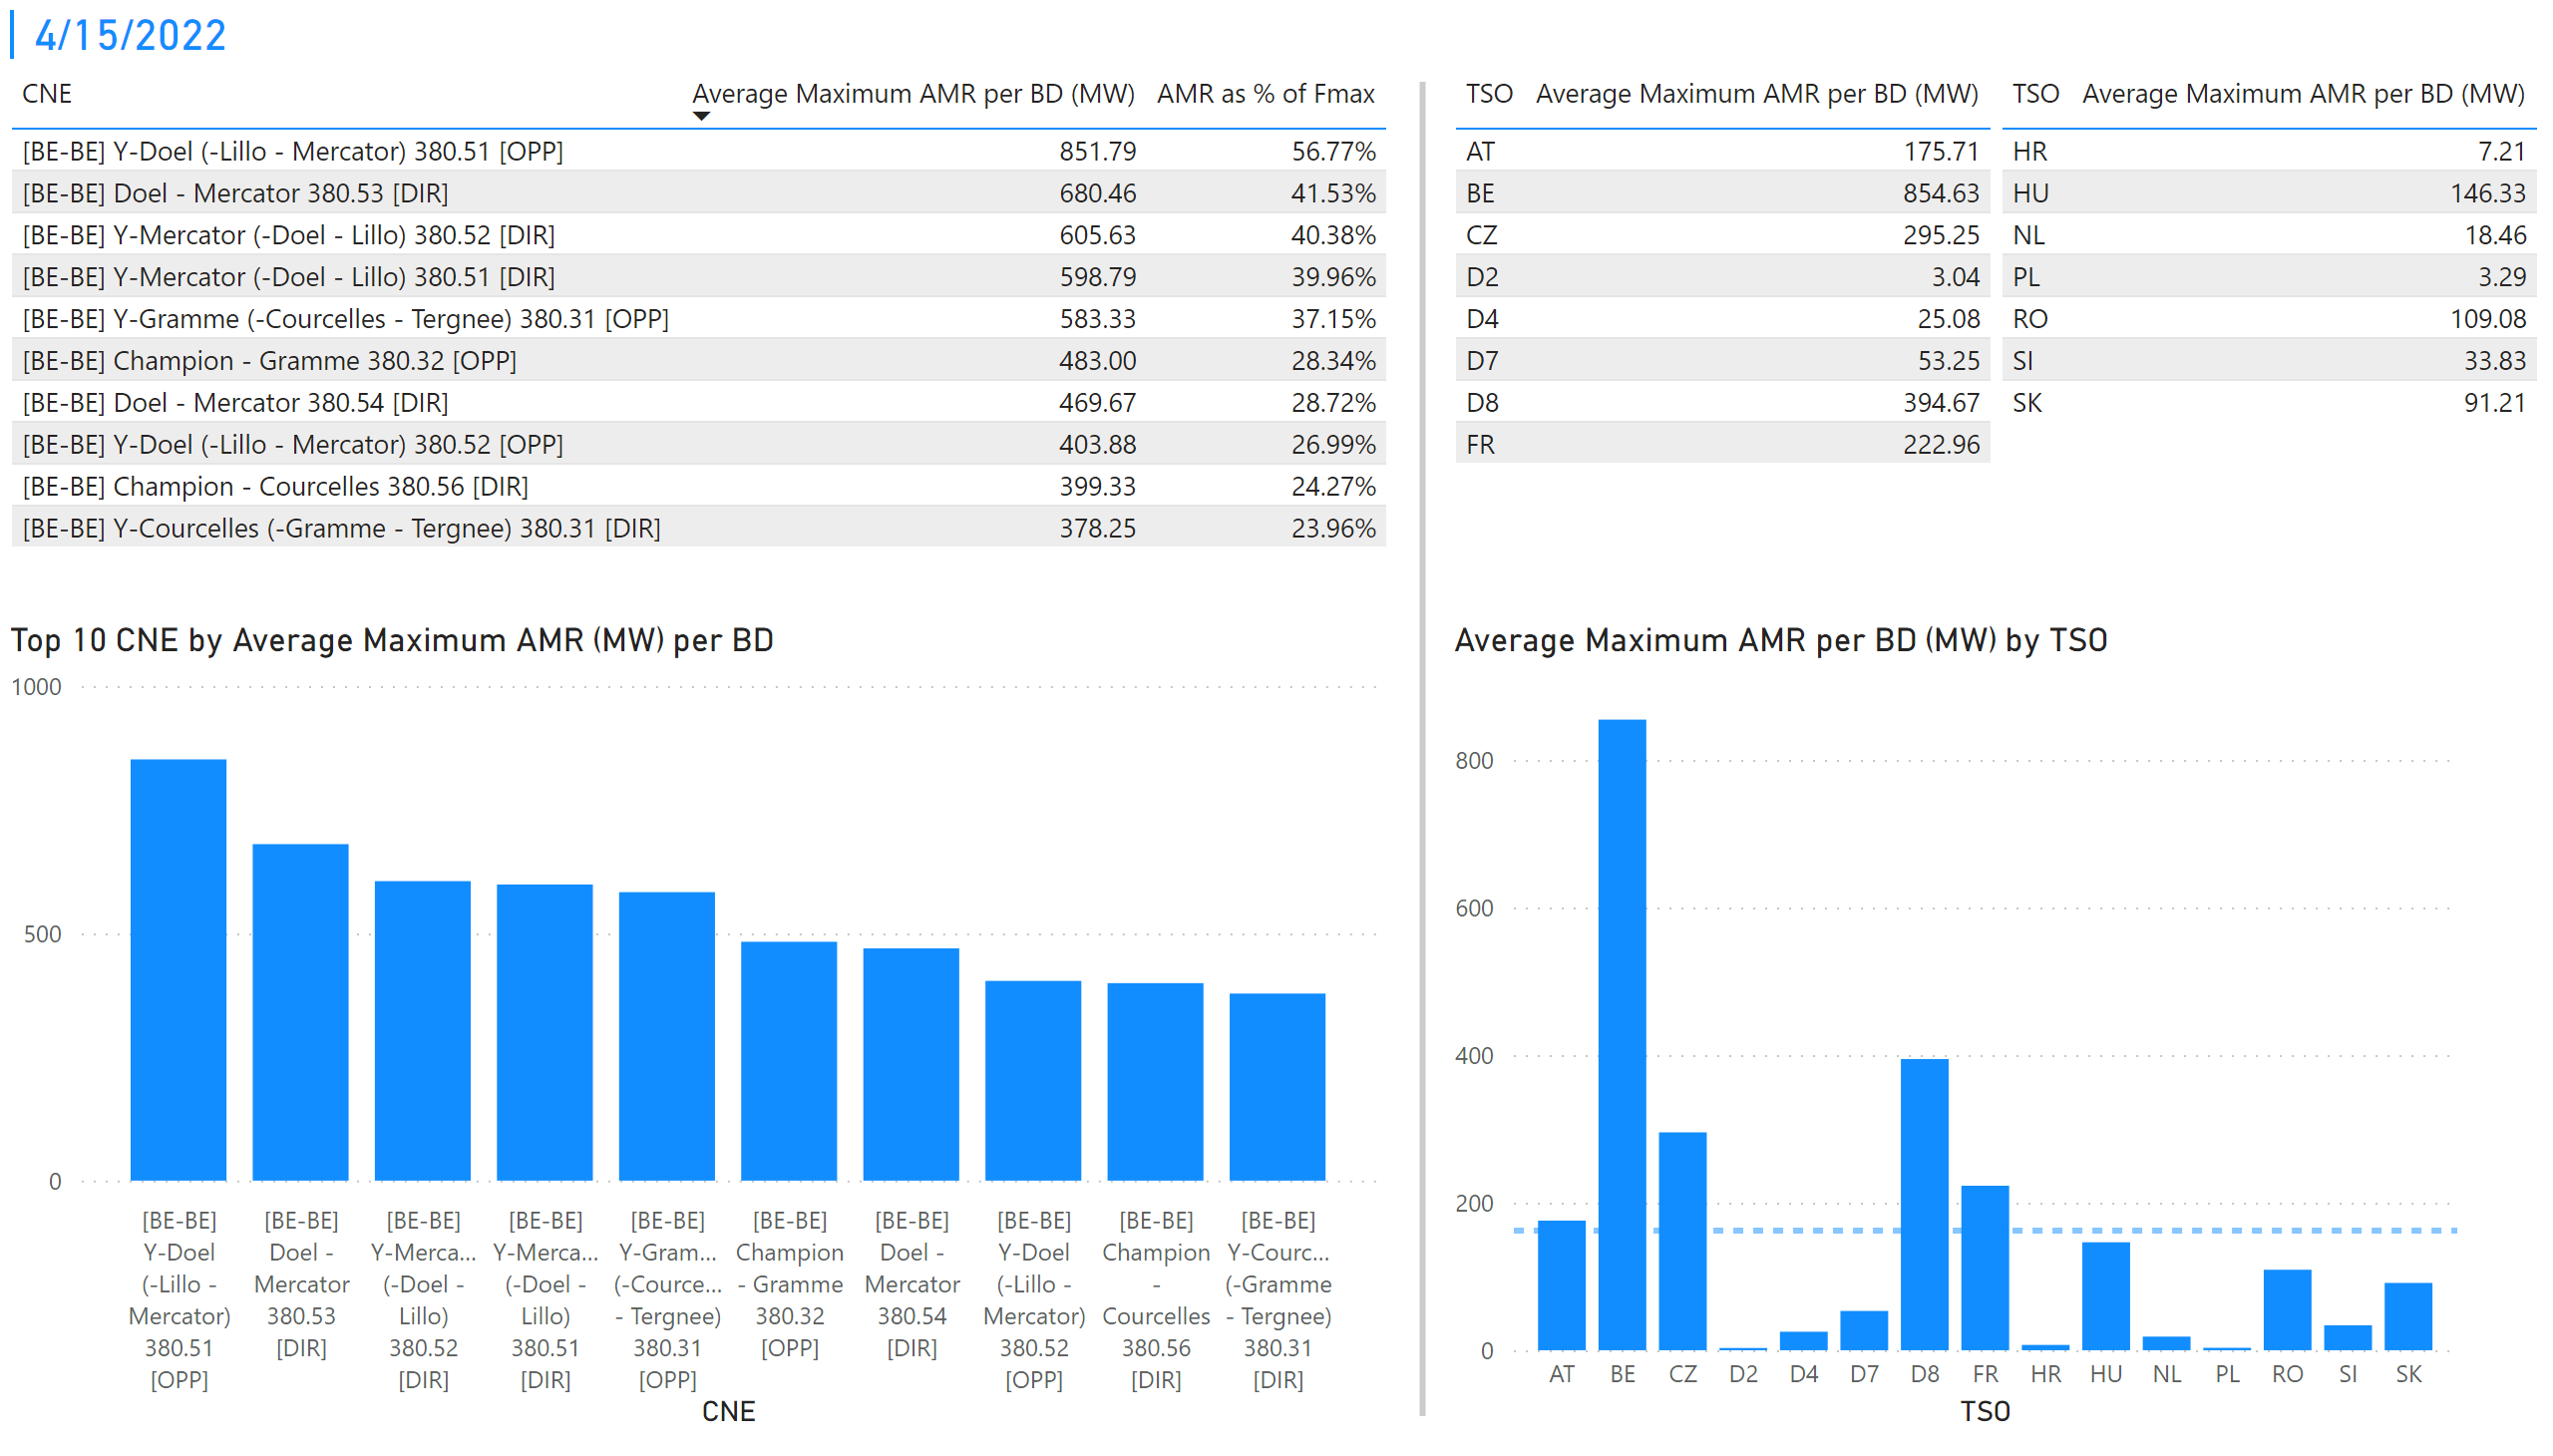 4/15/2022
CNE Average Maximum AMR per BD (MW) AMR as % of Fmax
[BE-BE] Y-Doel (-Lillo - Mercator) 380.51 [OPP] 851.79 56.77%
[BE-BE] Doel - Mercator 380.53 [DIR] 680.46 41.53%
[BE-BE] Y-Mercator (-Doel - Lillo) 380.52 [DIR] 605.63 40.38%
[BE-BE] Y-Mercator (-Doel - Lillo) 380.51 [DIR] 598.79 39.96%
[BE-BE] Y-Gramme (-Courcelles - Tergnee) 380.31 [OPP] 583.33 37.15%
[BE-BE] Champion - Gramme 380.32 [OPP] 483.00 28.34%
[BE-BE] Doel - Mercator 380.54 [DIR] 469.67 28.72%
[BE-BE] Y-Doel (-Lillo - Mercator) 380.52 [OPP] 403.88 26.99%
[BE-BE] Champion - Courcelles 380.56 [DIR] 399.33 24.27%
[BE-BE] Y-Courcelles (-Gramme - Tergnee) 380.31 [DIR] 378.25 23.96%
TSO Average Maximum AMR per BD (MW)
AT 175.71
BE 854.63
CZ 295.25
D2 3.04
D4 25.08
D7 53.25
D8 394.67
FR 222.96
TSO Average Maximum AMR per BD (MW)
HR 7.21
HU 146.33
NL 18.46
PL 3.29
RO 109.08
SI 33.83
SK 91.21
Top 10 CNE by Average Maximum AMR (MW) per BD
1000
500
0
[BE-BE] [BE-BE] [BE-BE] [BE-BE] [BE-BE] [BE-BE] [BE-BE] [BE-BE] [BE-BE] [BE-BE]
Y-Doel Doel - Y-Merca... Y-Merca... Y-Gram... Champion Doel - Y-Doel Champion Y-Courc...
(-Lillo - Mercator (-Doel - (-Doel - (-Cource... - Gramme Mercator (-Lillo - - (-Gramme
Mercator) 380.53 Lillo) Lillo) - Tergnee) 380.32 380.54 Mercator) Courcelles - Tergnee)
380.51 [DIR] 380.52 380.51 380.31 [OPP] [DIR] 380.52 380.56 380.31
[OPP] [DIR] [DIR] [OPP] [OPP] [DIR] [DIR]
CNE
Average Maximum AMR per BD (MW) by TSO
800
600
400
200
0
AT BE CZ D2 D4 D7 D8 FR HR HU NL PL RO SI SK
TSO